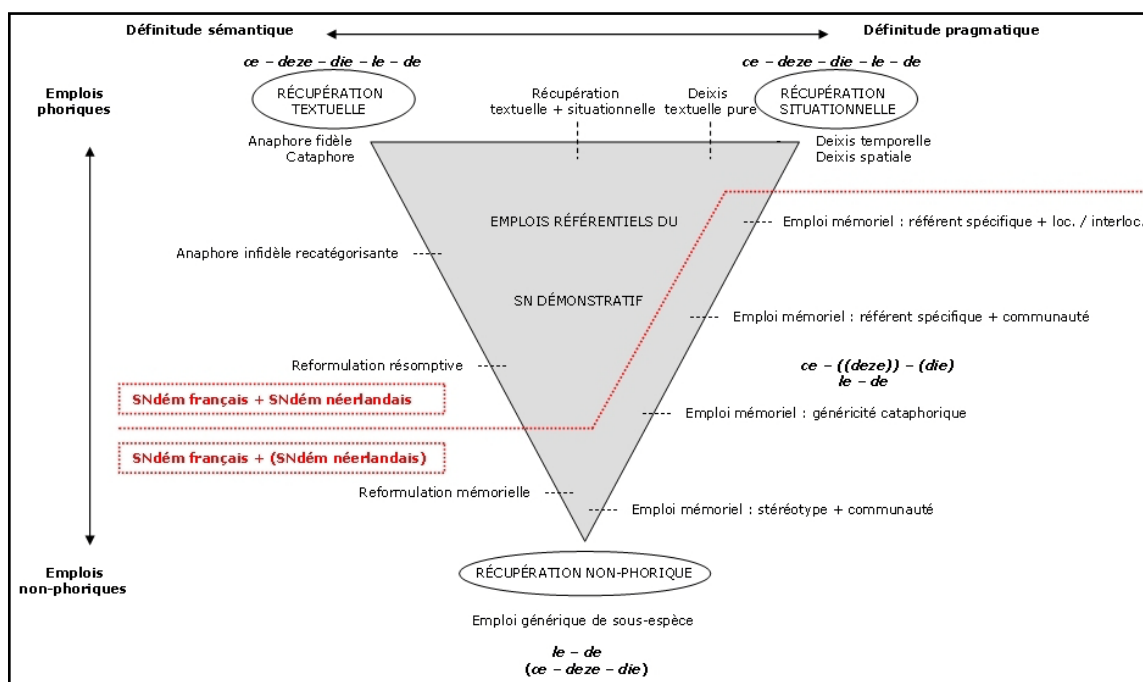 Définitude sémantique
Définitude pragmatique
ce – deze – die – le – de
ce – deze – die – le – de
Emplois
phoriques
RÉCUPÉRATION
TEXTUELLE
Récupération
textuelle + situationnelle
Deixis
textuelle pure
RÉCUPÉRATION
SITUATIONNELLE
Anaphore fidèle
Cataphore
Deixis temporelle
Deixis spatiale
EMPLOIS RÉFÉRENTIELS DU
Emploi mémoriel : référent spécifique + loc. / interloc.
Anaphore infidèle recatégorisante
SN DÉMONSTRATIF
Emploi mémoriel : référent spécifique + communauté
Reformulation résomptive
ce – ((deze)) – (die)
le – de
SNdém français + SNdém néerlandais
Emploi mémoriel : généricité cataphorique
SNdém français + (SNdém néerlandais)
Reformulation mémorielle
Emploi mémoriel : stéréotype + communauté
Emplois
non-phoriques
RÉCUPÉRATION NON-PHORIQUE
Emploi générique de sous-espèce
le – de
(ce – deze – die)